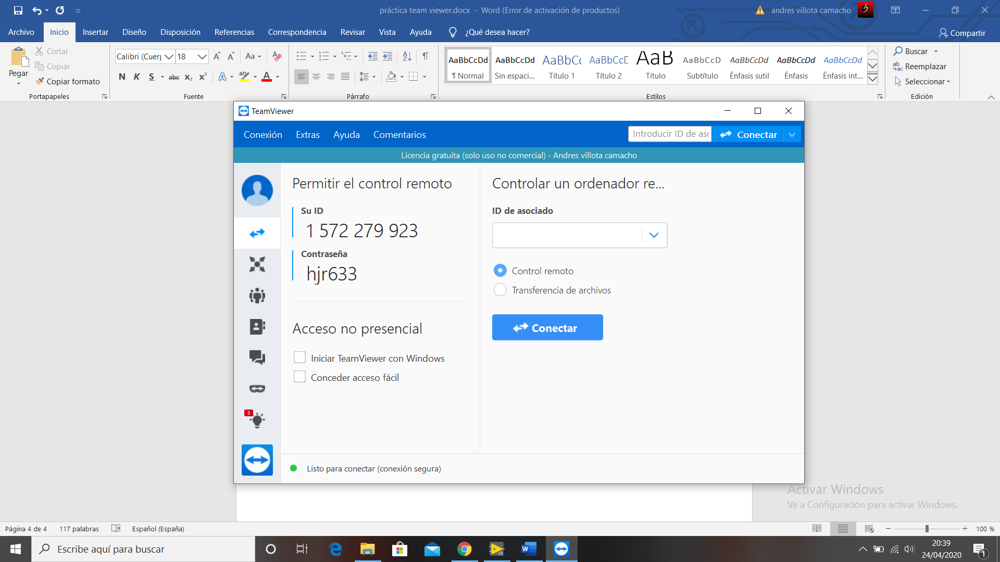 práctica team viewer.docx - Word (Error de activación de productos)
andres villota camacho
Archivo Inicio Insertar Diseño Disposición Referencias Correspondencia Revisar Vista Ayuda ¿Qué desea hacer? Compartir
Pegar
Cortar
Copiar
Copiar formato
Portapapeles
Calibri (Cuerp 18
Aa
N K S abc x₂ x² A ab A
Fuente
Párrafo
AaBbCcDd AaBbCcDd AaBbCc AaBbCcD AaB AaBbCcD AaBbCcDd AaBbCcDd AaBbCcDd
¶ Normal Sin espaci... Título 1 Título 2 Título Subtítulo Énfasis sutil Énfasis Énfasis int...
Estilos
Buscar
Reemplazar
Seleccionar
Edición
TeamViewer
Conexión Extras Ayuda Comentarios
Introducir ID de aso Conectar
Licencia gratuita (solo uso no comercial) - Andres villota camacho
Permitir el control remoto
Su ID
1 572 279 923
Contraseña
hjr633
Acceso no presencial
Iniciar TeamViewer con Windows
Conceder acceso fácil
Controlar un ordenador re...
ID de asociado
Control remoto
Transferencia de archivos
Conectar
3
Listo para conectar (conexión segura)
Activar Windows
Ve a Configuración para activar Windows.
Página 4 de 4 117 palabras Español (España) 100 %
Escribe aquí para buscar
19
20:39
24/04/2020
1